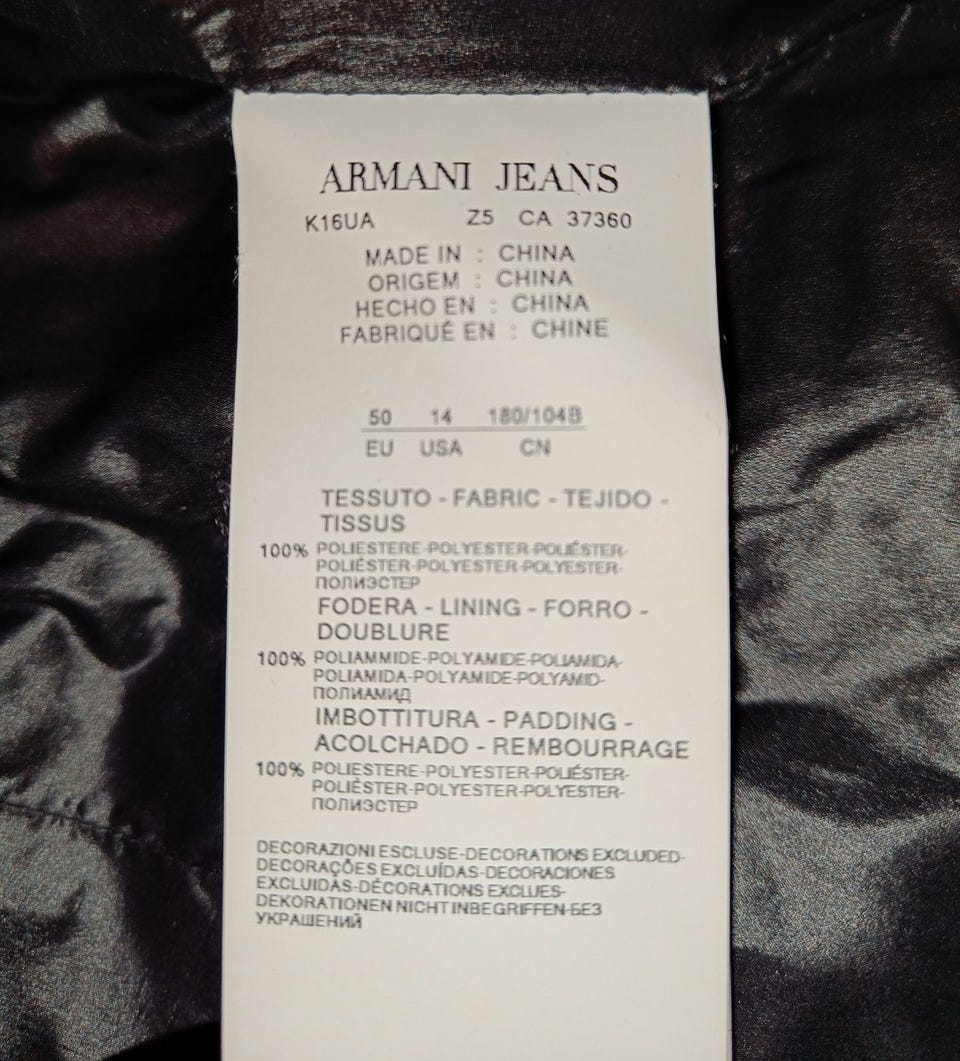 ARMANI JEANS
K16UA Z5 CA 37360
MADE IN : CHINA
ORIGEM : CHINA
HECHO EN : CHINA
FABRIQUÉ EN : CHINE
50 14 180/104B
EU USA CN
TESSUTO - FABRIC - TEJIDO -
TISSUS
100% POLIESTERE-POLYESTER-POLIÉSTER-
POLIÉSTER-POLYESTER-POLYESTER-
ПОЛИЭСТЕР
FODERA - LINING - FORRO -
DOUBLURE
100% POLIAMMIDE-POLYAMIDE-POLIAMIDA-
POLIAMIDA-POLYAMIDE-POLYAMID-
ПОЛИАМИД
IMBOTTITURA - PADDING -
ACOLCHADO - REMBOURRAGE
100% POLIESTERE-POLYESTER-POLIÉSTER-
POLIÉSTER-POLYESTER-POLYESTER-
ПОЛИЭСТЕР
DECORAZIONI ESCLUSE-DECORATIONS EXCLUDED-
DECORAÇÕES EXCLUÍDAS-DECORACIONES
EXCLUIDAS-DÉCORATIONS EXCLUES-
DEKORATIONEN NICHT INBEGRIFFEN-БЕЗ
УКРАШЕНИЙ